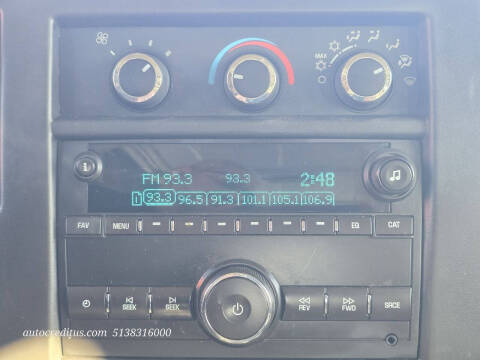 MAX
FM 93.3 93.3 2:48
1 93.3 96.5 91.3 101.1 105.1 106.9
FAV MENU EQ CAT
SEEK SEEK REV FWD SRCE
autocreditus.com 5138316000